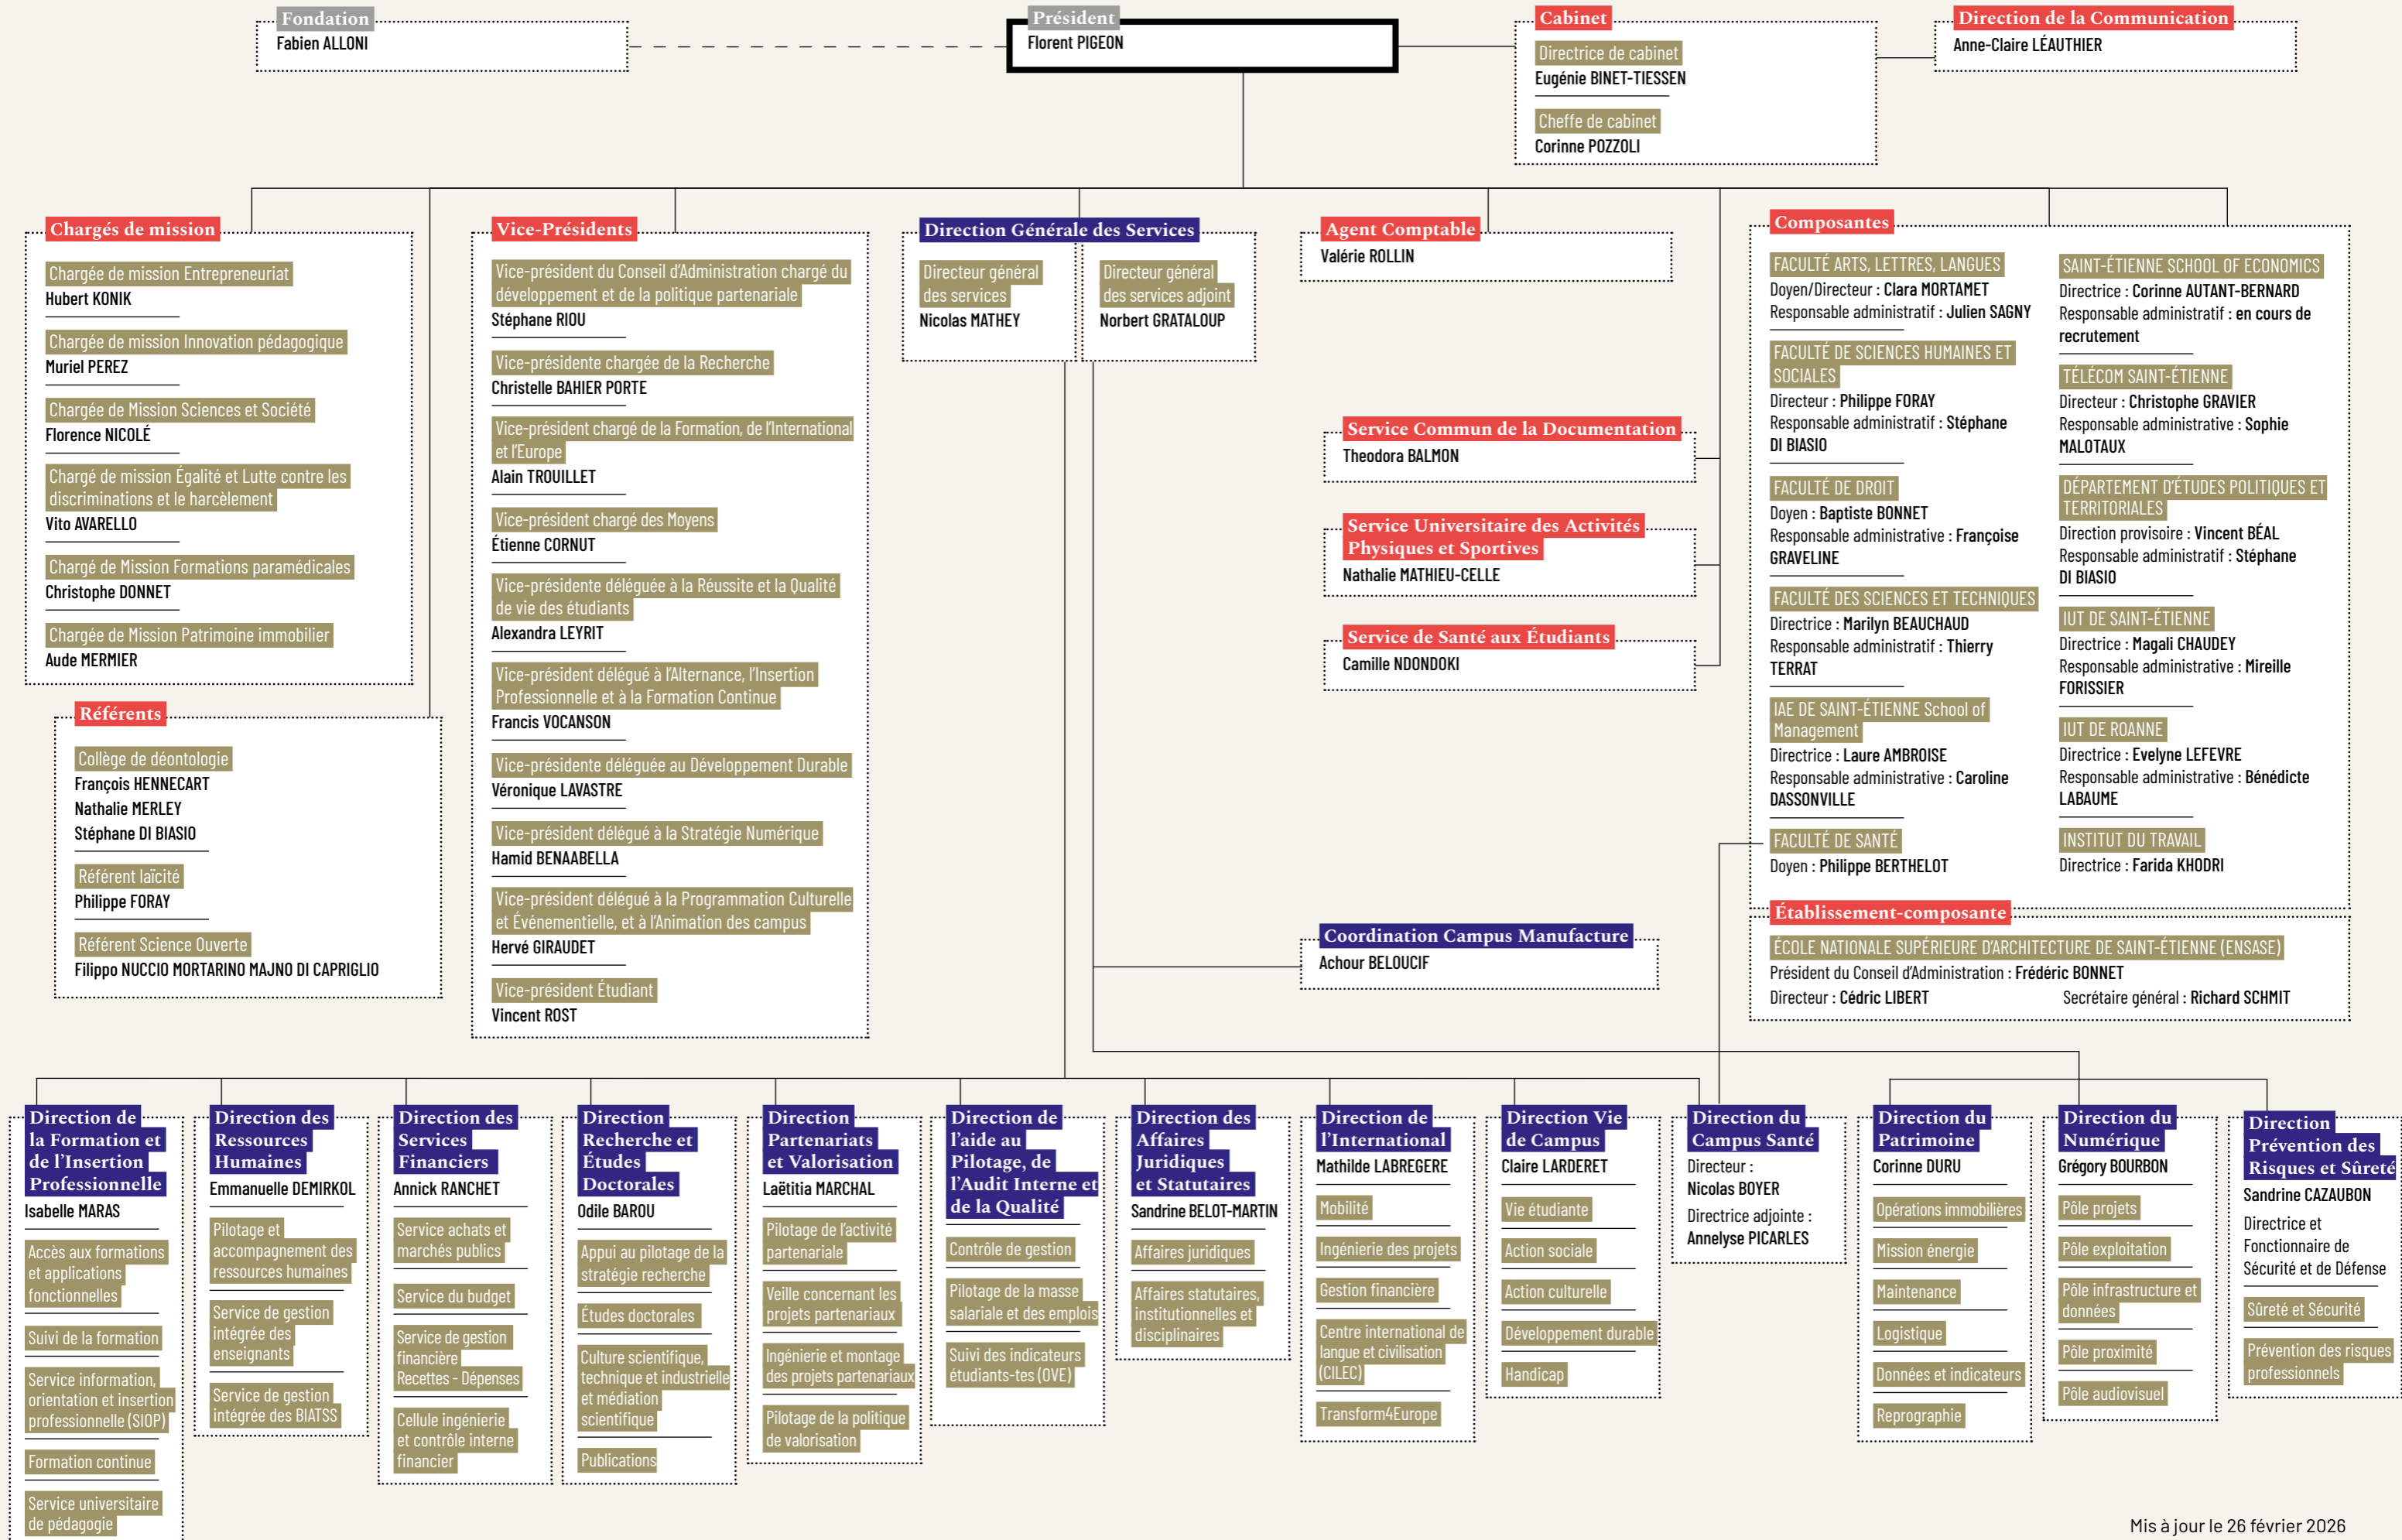 Fondation
Fabien ALLONI
Président
Florent PIGEON
Cabinet
Directrice de cabinet
Eugénie BINET-TIESSEN
Cheffe de cabinet
Corinne POZZOLI
Direction de la Communication
Anne-Claire LÉAUTHIER
Chargés de mission
Chargée de mission Entrepreneuriat
Hubert KONIK
Chargée de mission Innovation pédagogique
Muriel PEREZ
Chargée de Mission Sciences et Société
Florence NICOLÉ
Chargé de mission Égalité et Lutte contre les
discriminations et le harcèlement
Vito AVARELLO
Chargé de Mission Formations paramédicales
Christophe DONNET
Chargée de Mission Patrimoine immobilier
Aude MERMIER
Référents
Collège de déontologie
François HENNECART
Nathalie MERLEY
Stéphane DI BIASIO
Référent laïcité
Philippe FORAY
Référent Science Ouverte
Filippo NUCCIO MORTARINO MAJNO DI CAPRIGLIO
Vice-Présidents
Vice-président du Conseil d'Administration chargé du
développement et de la politique partenariale
Stéphane RIOU
Vice-présidente chargée de la Recherche
Christelle BAHIER PORTE
Vice-président chargé de la Formation, de l'International
et l'Europe
Alain TROUILLET
Vice-président chargé des Moyens
Étienne CORNUT
Vice-présidente déléguée à la Réussite et la Qualité
de vie des étudiants
Alexandra LEYRIT
Vice-président délégué à l'Alternance, l'Insertion
Professionnelle et à la Formation Continue
Francis VOCANSON
Vice-présidente déléguée au Développement Durable
Véronique LAVASTRE
Vice-président délégué à la Stratégie Numérique
Hamid BENAABELLA
Vice-président délégué à la Programmation Culturelle
et Événementielle, et à l'Animation des campus
Hervé GIRAUDET
Vice-président Étudiant
Vincent ROST
Direction Générale des Services
Directeur général
des services
Nicolas MATHEY
Directeur général
des services adjoint
Norbert GRATALOUP
Agent Comptable
Valérie ROLLIN
Service Commun de la Documentation
Theodora BALMON
Service Universitaire des Activités
Physiques et Sportives
Nathalie MATHIEU-CELLE
Service de Santé aux Étudiants
Camille NDONDOKI
Coordination Campus Manufacture
Achour BELOUCIF
Composantes
FACULTÉ ARTS, LETTRES, LANGUES
Doyen/Directeur : Clara MORTAMET
Responsable administratif : Julien SAGNY
FACULTÉ DE SCIENCES HUMAINES ET
SOCIALES
Directeur : Philippe FORAY
Responsable administratif : Stéphane
DI BIASIO
FACULTÉ DE DROIT
Doyen : Baptiste BONNET
Responsable administrative : Françoise
GRAVELINE
FACULTÉ DES SCIENCES ET TECHNIQUES
Directrice : Marilyn BEAUCHAUD
Responsable administratif : Thierry
TERRAT
IAE DE SAINT-ÉTIENNE School of
Management
Directrice : Laure AMBROISE
Responsable administrative : Caroline
DASSONVILLE
FACULTÉ DE SANTÉ
Doyen : Philippe BERTHELOT
SAINT-ÉTIENNE SCHOOL OF ECONOMICS
Directrice : Corinne AUTANT-BERNARD
Responsable administratif : en cours de
recrutement
TÉLÉCOM SAINT-ÉTIENNE
Directeur : Christophe GRAVIER
Responsable administrative : Sophie
MALOTAUX
DÉPARTEMENT D'ÉTUDES POLITIQUES ET
TERRITORIALES
Direction provisoire : Vincent BÉAL
Responsable administratif : Stéphane
DI BIASIO
IUT DE SAINT-ÉTIENNE
Directrice : Magali CHAUDEY
Responsable administrative : Mireille
FORISSIER
IUT DE ROANNE
Directrice : Evelyne LEFEVRE
Responsable administrative : Bénédicte
LABAUME
INSTITUT DU TRAVAIL
Directrice : Farida KHODRI
Établissement-composante
ÉCOLE NATIONALE SUPÉRIEURE D'ARCHITECTURE DE SAINT-ÉTIENNE (ENSASE)
Président du Conseil d'Administration : Frédéric BONNET
Directeur : Cédric LIBERT
Secrétaire général : Richard SCHMIT
Direction de
la Formation et
de l'Insertion
Professionnelle
Isabelle MARAS
Accès aux formations
et applications
fonctionnelles
Suivi de la formation
Service information,
orientation et insertion
professionnelle (SIOP)
Formation continue
Service universitaire
de pédagogie
Direction des
Ressources
Humaines
Emmanuelle DEMIRKOL
Pilotage et
accompagnement des
ressources humaines
Service de gestion
intégrée des
enseignants
Service de gestion
intégrée des BIATSS
Direction des
Services
Financiers
Annick RANCHET
Service achats et
marchés publics
Service du budget
Service de gestion
financière
Recettes - Dépenses
Cellule ingénierie
et contrôle interne
financier
Direction
Recherche et
Études
Doctorales
Odile BAROU
Appui au pilotage de la
stratégie recherche
Études doctorales
Culture scientifique,
technique et industrielle
et médiation
scientifique
Publications
Direction
Partenariats
et Valorisation
Laëtitia MARCHAL
Pilotage de l'activité
partenariale
Veille concernant les
projets partenariaux
Ingénierie et montage
des projets partenariaux
Pilotage de la politique
de valorisation
Direction de
l'aide au
Pilotage, de
l'Audit Interne et
de la Qualité
Contrôle de gestion
Pilotage de la masse
salariale et des emplois
Suivi des indicateurs
étudiants-tes (OVE)
Direction des
Affaires
Juridiques
et Statutaires
Sandrine BELOT-MARTIN
Affaires juridiques
Affaires statutaires,
institutionnelles et
disciplinaires
Direction de
l'International
Mathilde LABREGERE
Mobilité
Ingénierie des projets
Gestion financière
Centre international de
langue et civilisation
(CILEC)
Transform4Europe
Direction Vie
de Campus
Claire LARDERET
Vie étudiante
Action sociale
Action culturelle
Développement durable
Handicap
Direction du
Campus Santé
Directeur :
Nicolas BOYER
Directrice adjointe :
Annelyse PICARLES
Direction du
Patrimoine
Corinne DURU
Opérations immobilières
Mission énergie
Maintenance
Logistique
Données et indicateurs
Reprographie
Direction du
Numérique
Grégory BOURBON
Pôle projets
Pôle exploitation
Pôle infrastructure et
données
Pôle proximité
Pôle audiovisuel
Direction
Prévention des
Risques et Sûreté
Sandrine CAZAUBON
Directrice et
Fonctionnaire de
Sécurité et de Défense
Sûreté et Sécurité
Prévention des risques
professionnels
Mis à jour le 26 février 2026